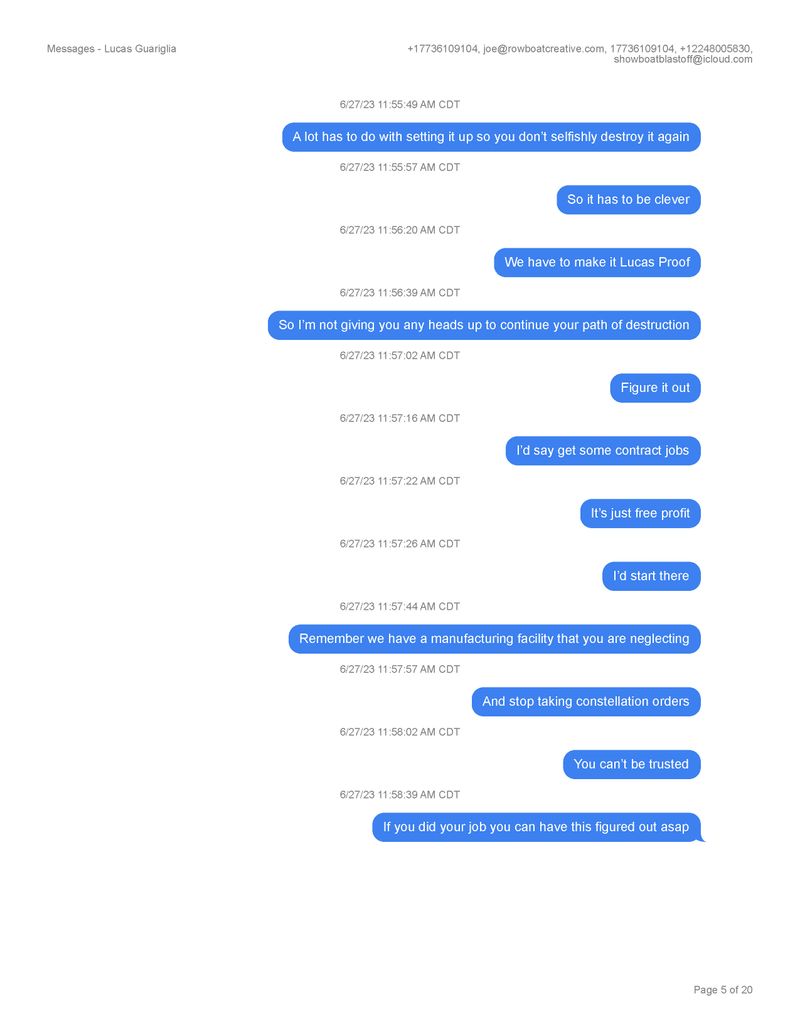 Messages - Lucas Guariglia
+17736109104, joe@rowboatcreative.com, 17736109104, +12248005830,
showboatblastoff@icloud.com
6/27/23 11:55:49 AM CDT
A lot has to do with setting it up so you don’t selfishly destroy it again
6/27/23 11:55:57 AM CDT
So it has to be clever
6/27/23 11:56:20 AM CDT
We have to make it Lucas Proof
6/27/23 11:56:39 AM CDT
So I’m not giving you any heads up to continue your path of destruction
6/27/23 11:57:02 AM CDT
Figure it out
6/27/23 11:57:16 AM CDT
I’d say get some contract jobs
6/27/23 11:57:22 AM CDT
It’s just free profit
6/27/23 11:57:26 AM CDT
I’d start there
6/27/23 11:57:44 AM CDT
Remember we have a manufacturing facility that you are neglecting
6/27/23 11:57:57 AM CDT
And stop taking constellation orders
6/27/23 11:58:02 AM CDT
You can’t be trusted
6/27/23 11:58:39 AM CDT
If you did your job you can have this figured out asap
Page 5 of 20